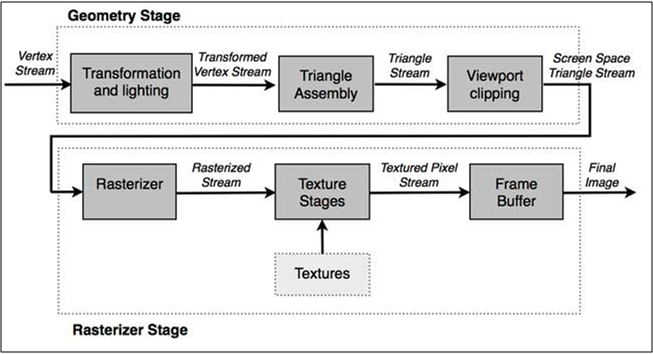 Geometry Stage
Vertex
Stream
Transformation
and lighting
Transformed
Vertex Stream
Triangle
Assembly
Triangle
Stream
Viewport
clipping
Screen Space
Triangle Stream
Rasterizer
Rasterized
Stream
Texture
Stages
Textured Pixel
Stream
Frame
Buffer
Final
Image
Textures
Rasterizer Stage